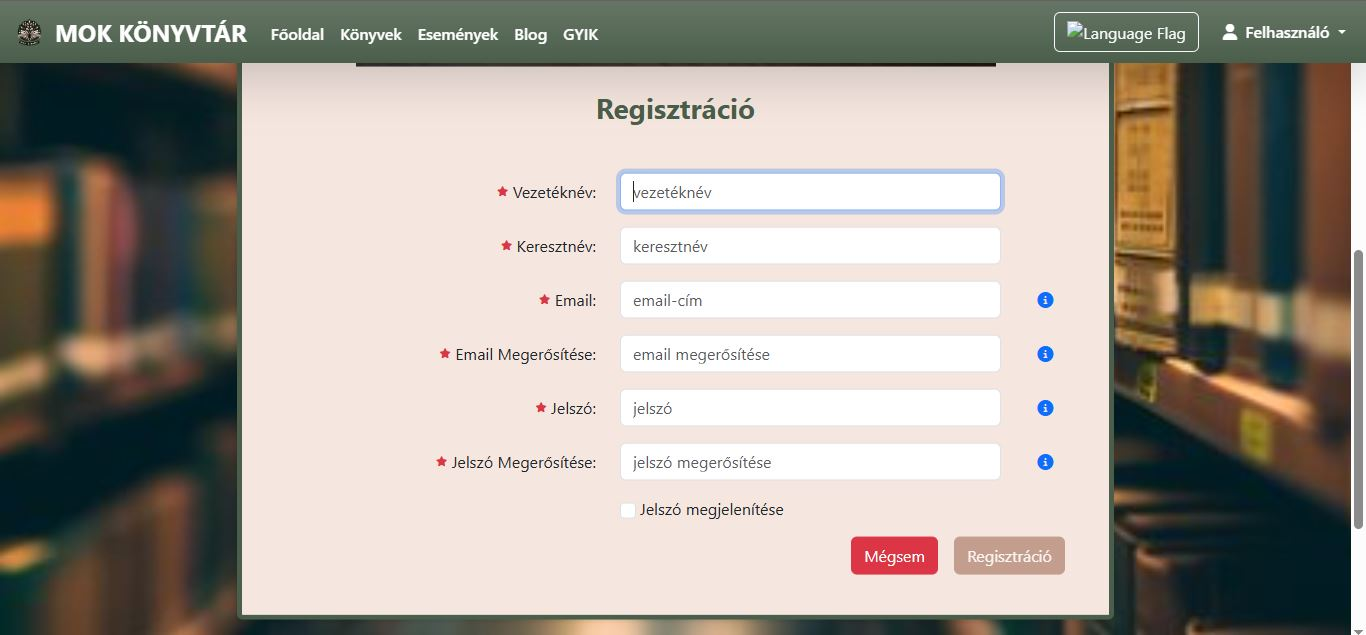 MOK KÖNYVTÁR Főoldal Könyvek Események Blog GYIK Language Flag Felhasználó
Regisztráció
Vezetéknév: vezetéknév
Keresztnév: keresztnév
Email: email-cím
Email Megerősítése: email megerősítése
Jelszó: jelszó
Jelszó Megerősítése: jelszó megerősítése
Jelszó megjelenítése
Mégsem Regisztráció